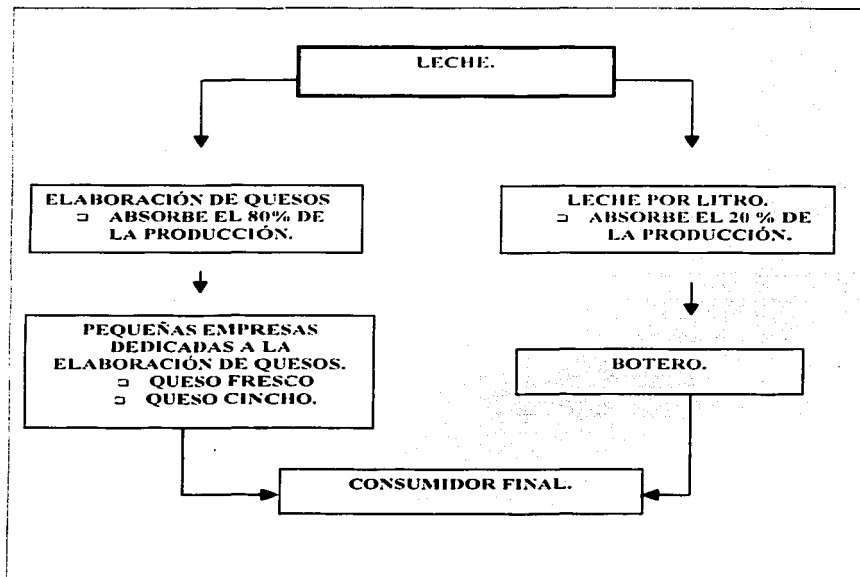 LECHE.
ELABORACIÓN DE QUESOS
□ ABSORBE EL 80% DE
LA PRODUCCIÓN.
LECHE POR LITRO.
□ ABSORBE EL 20 % DE
LA PRODUCCIÓN.
PEQUEÑAS EMPRESAS
DEDICADAS A LA
ELABORACIÓN DE QUESOS.
□ QUESO FRESCO
□ QUESO CINCHO.
BOTERO.
CONSUMIDOR FINAL.